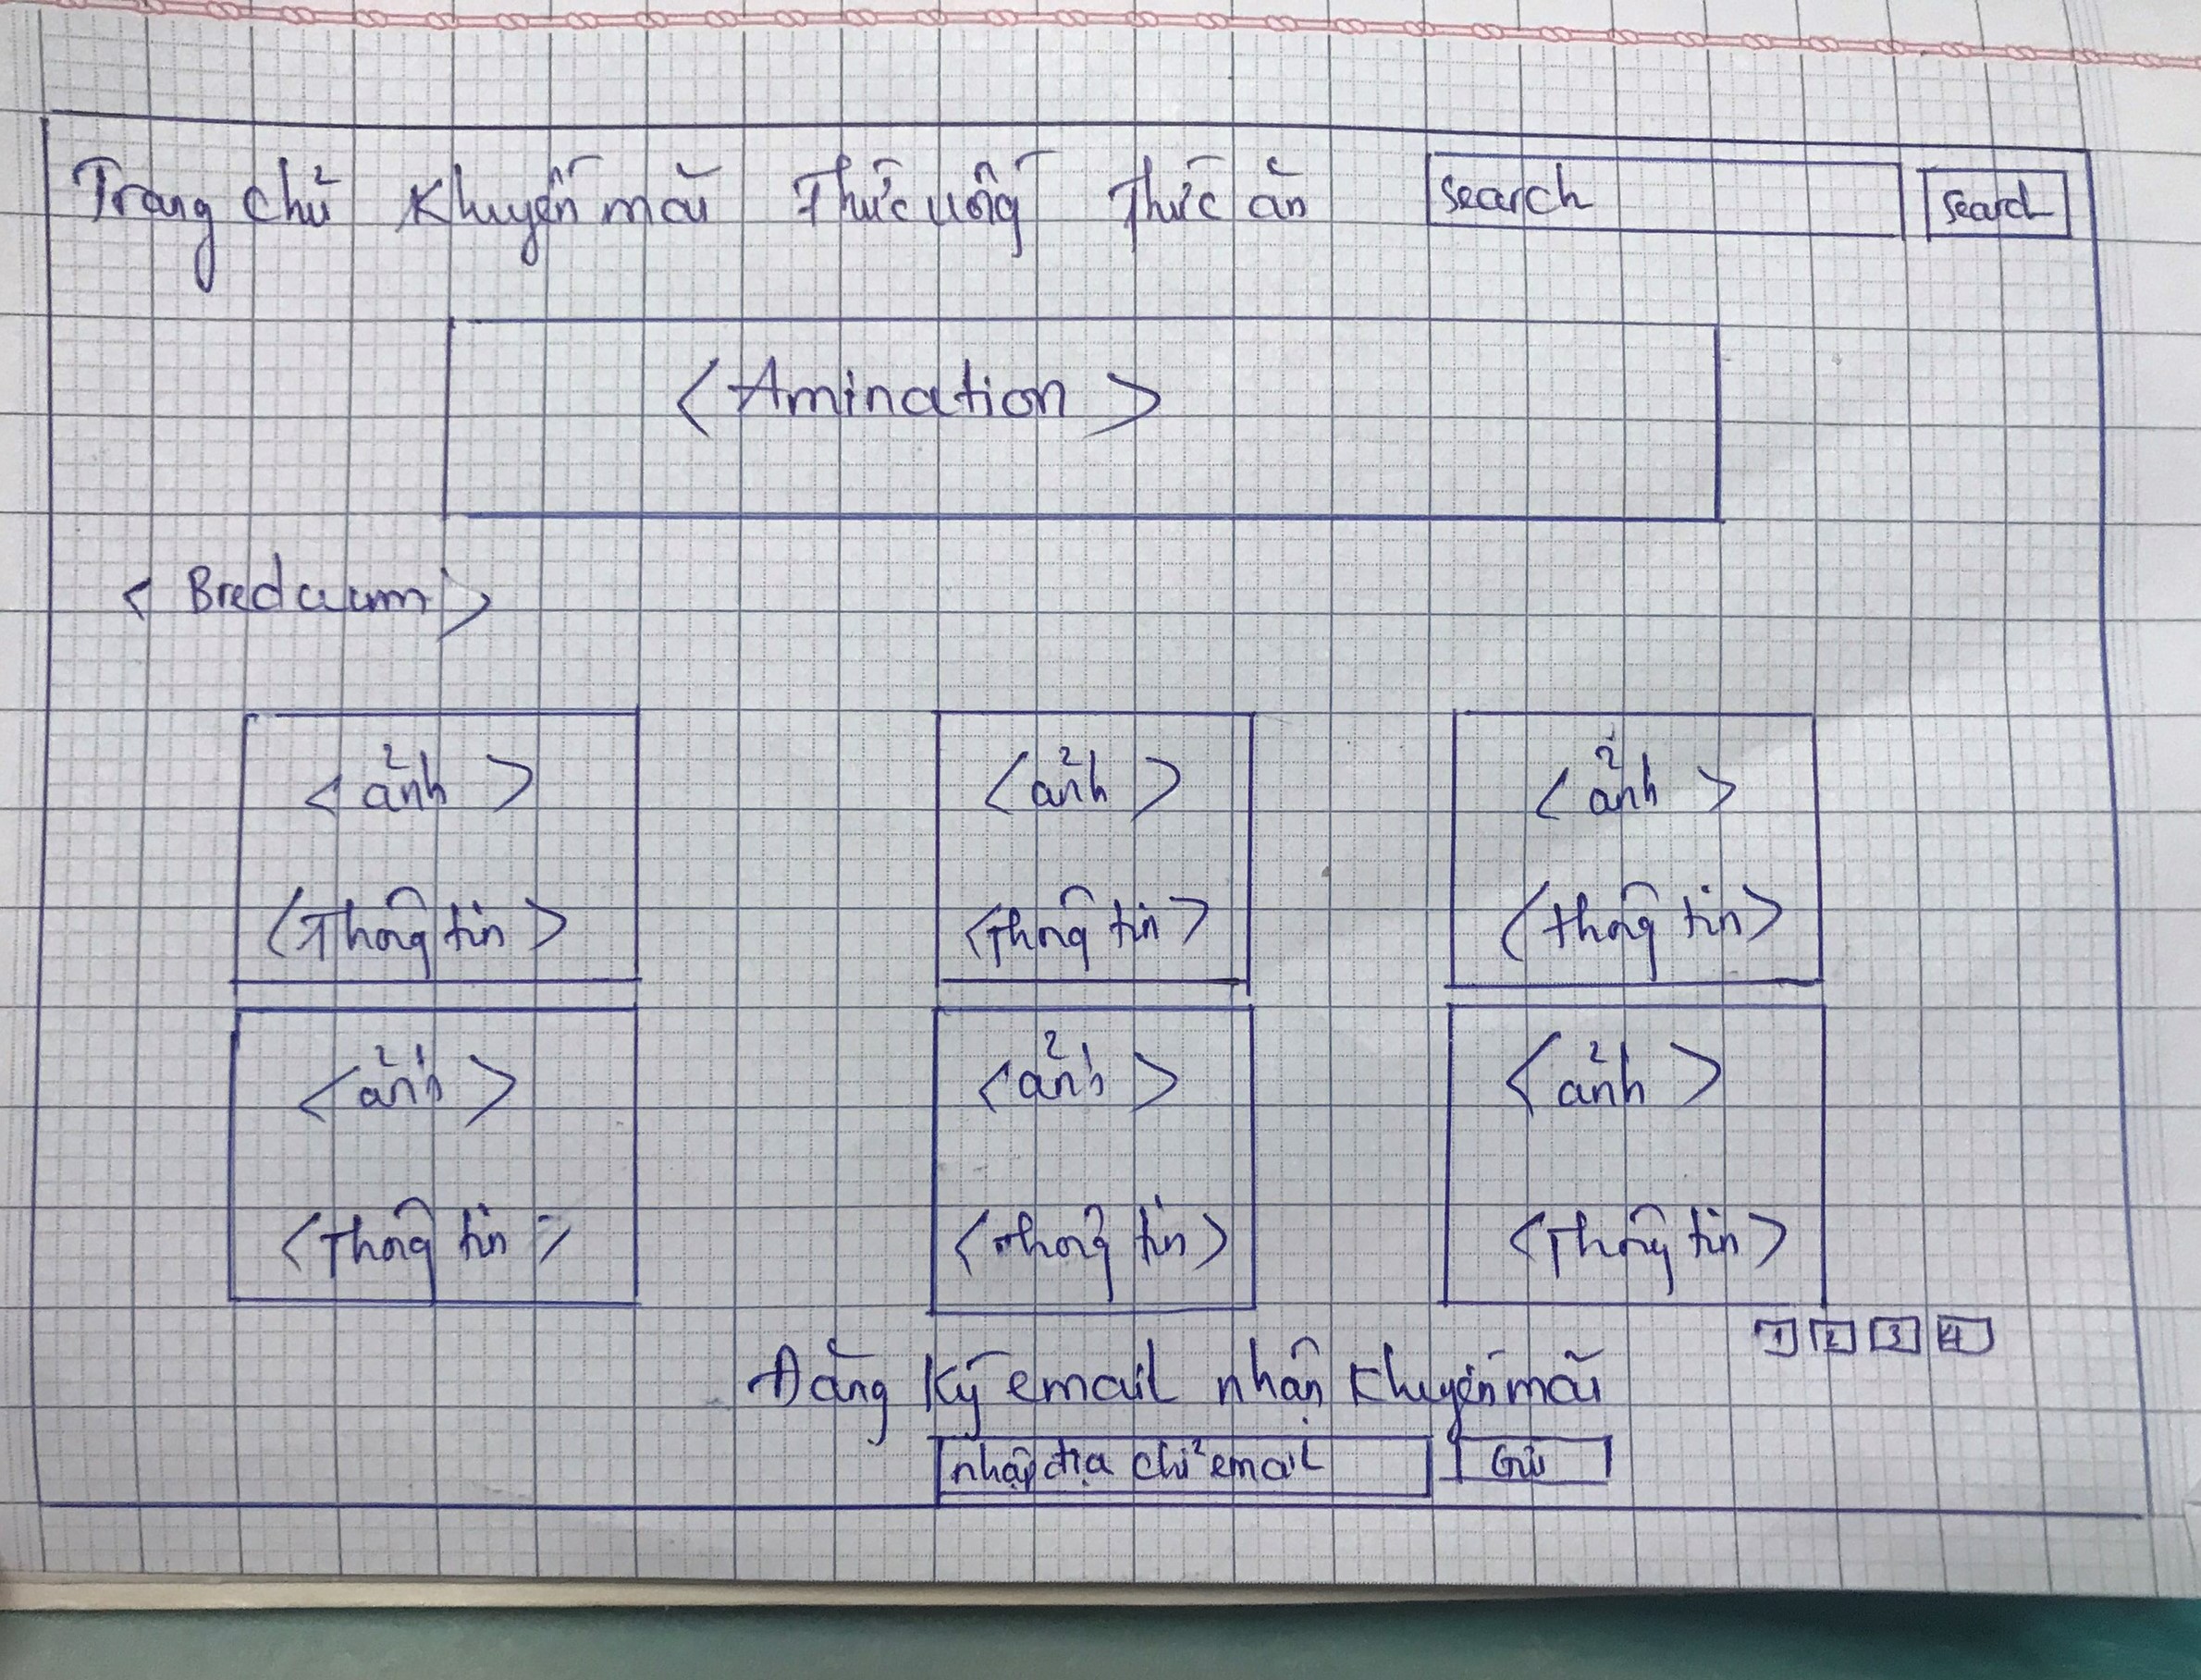 Trang chủ Khuyến mãi Thức uống Thức ăn search search
<Amination>
<Bredcum>
<ảnh> <ảnh> <ảnh>
<Thông tin> <Thông tin> <thông tin>
<ảnh> <ảnh> <ảnh>
<Thông tin> <thông tin> <Thông tin>
1 2 3 4
Đăng ký email nhận khuyến mãi
nhập địa chỉ email Gửi